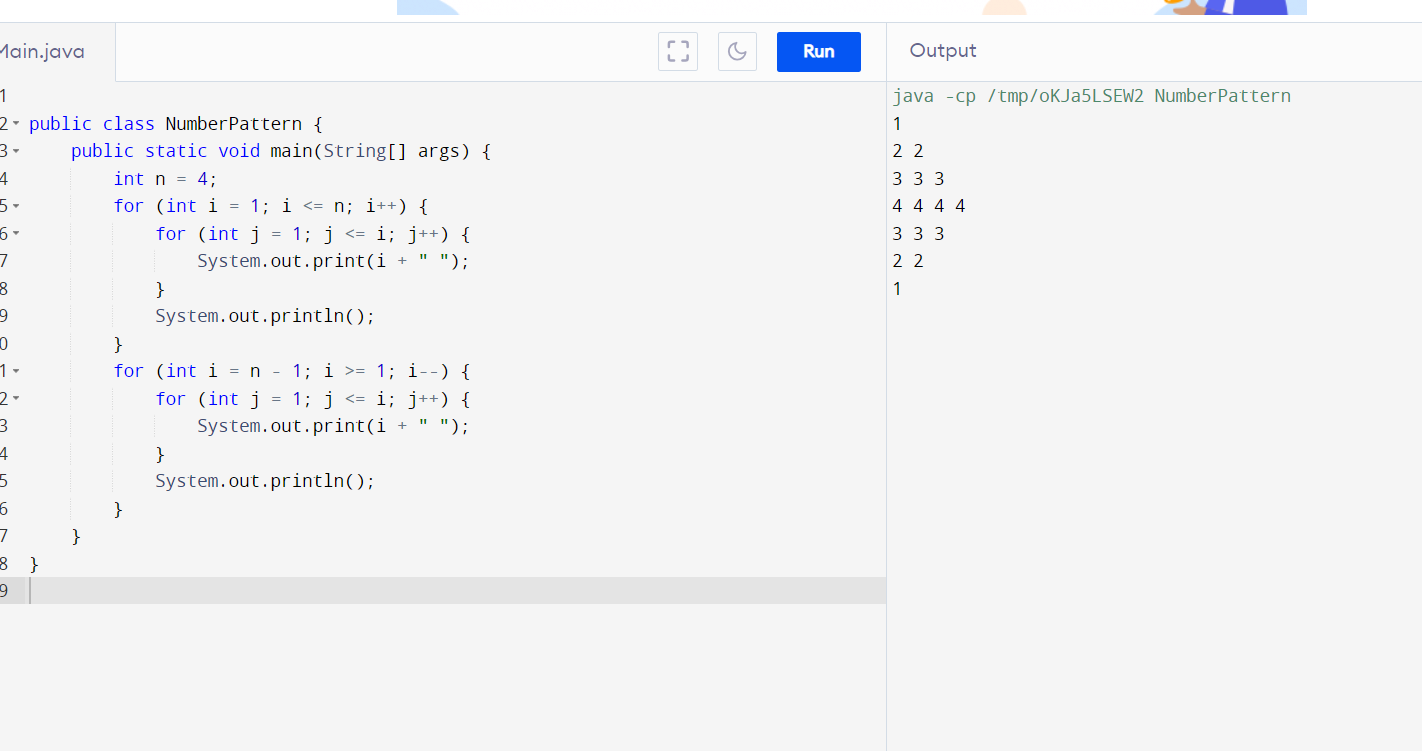 Main.java
Run
Output
1
2 public class NumberPattern {
3 public static void main(String[] args) {
4 int n = 4;
5 for (int i = 1; i <= n; i++) {
6 for (int j = 1; j <= i; j++) {
7 System.out.print(i + " ");
8 }
9 System.out.println();
0 }
1 for (int i = n - 1; i >= 1; i--) {
2 for (int j = 1; j <= i; j++) {
3 System.out.print(i + " ");
4 }
5 System.out.println();
6 }
7 }
8 }
9
java -cp /tmp/oKJa5LSEW2 NumberPattern
1
2 2
3 3 3
4 4 4 4
3 3 3
2 2
1